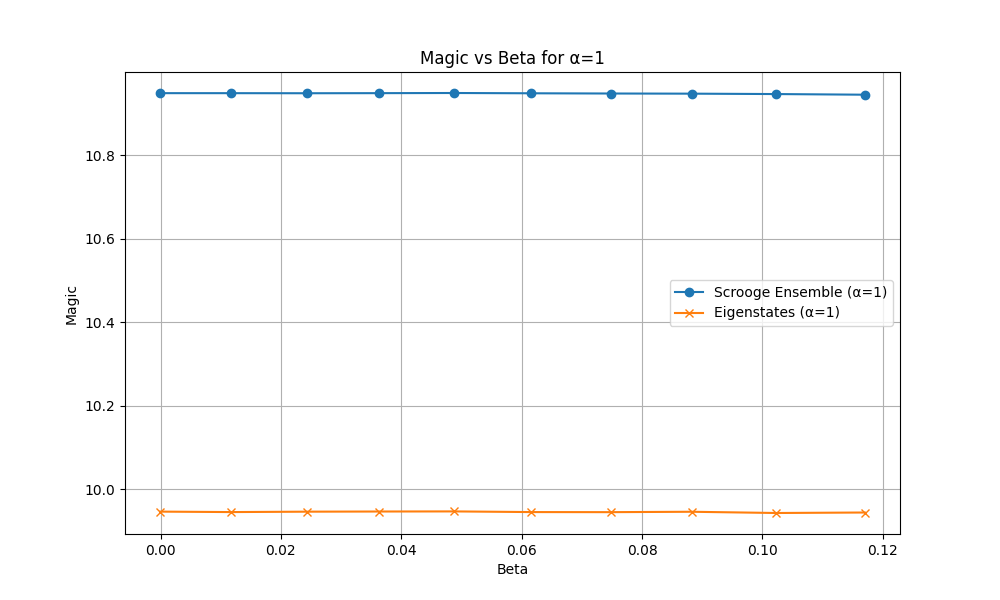 Magic vs Beta for α=1
10.8
10.6
10.4
10.2
10.0
Magic
Scrooge Ensemble (α=1)
Eigenstates (α=1)
0.00 0.02 0.04 0.06 0.08 0.10 0.12
Beta